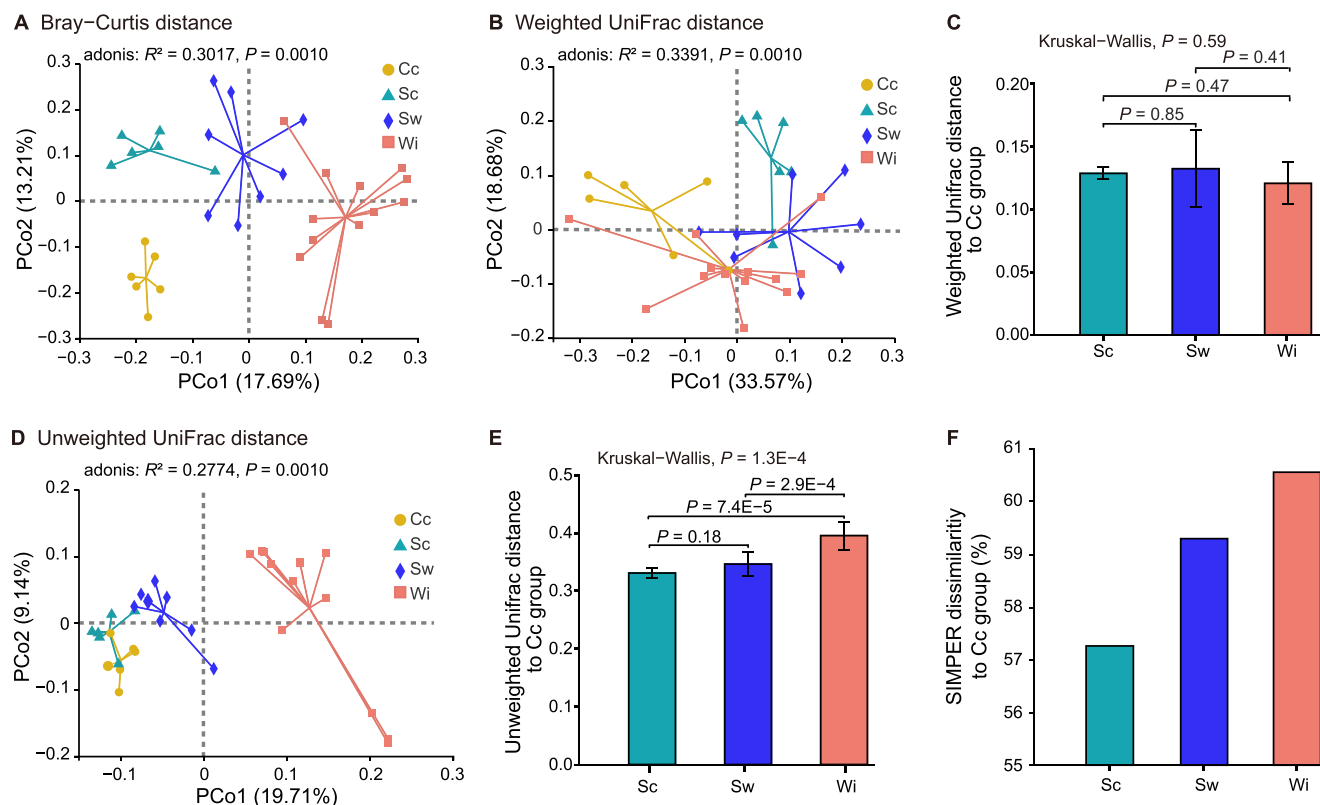 A Bray−Curtis distance
adonis: R² = 0.3017, P = 0.0010
0.3
0.2
0.1
0
−0.1
−0.2
−0.3
PCo2 (13.21%)
−0.3
−0.2
−0.1
0
0.1
0.2
0.3
PCo1 (17.69%)
Cc
Sc
Sw
Wi
B Weighted UniFrac distance
adonis: R² = 0.3391, P = 0.0010
0.3
0.2
0.1
0
−0.1
−0.2
PCo2 (18.68%)
−0.3
−0.2
−0.1
0
0.1
0.2
0.3
PCo1 (33.57%)
Cc
Sc
Sw
Wi
C
Kruskal−Wallis, P = 0.59
P = 0.41
P = 0.47
P = 0.85
0.20
0.15
0.10
0.05
0.00
Weighted Unifrac distance
to Cc group
Sc
Sw
Wi
D Unweighted UniFrac distance
adonis: R² = 0.2774, P = 0.0010
0.2
0.1
0
−0.1
−0.2
PCo2 (9.14%)
−0.1
0
0.1
0.2
0.3
PCo1 (19.71%)
Cc
Sc
Sw
Wi
E
Kruskal−Wallis, P = 1.3E−4
P = 2.9E−4
P = 7.4E−5
P = 0.18
0.5
0.4
0.3
0.2
0.1
0.0
Unweighted Unifrac distance
to Cc group
Sc
Sw
Wi
F
61
60
59
58
57
56
55
SIMPER dissimilaritiy
to Cc group (%)
Sc
Sw
Wi